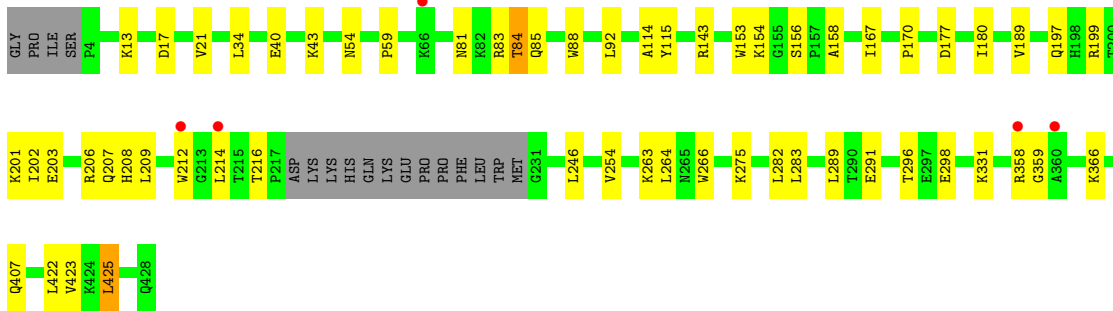 GLY PRO ILE SER P4 K13 D17 V21 L34 E40 K43 N54 P59 K66 N81 K82 R83 T84 Q85 W88 L92 A114 Y115 R143 W153 K154 G155 S156 P157 A158 I167 P170 D177 I180 V189 Q197 H198 R199 T200
K201 I202 E203 R206 Q207 H208 L209 W212 G213 L214 T215 T216 P217 ASP LYS LYS HIS GLN LYS GLU PRO PRO PHE LEU TRP MET G231 L246 V254 K263 L264 N265 W266 K275 L282 L283 L289 T290 E291 T296 E297 E298 K331 R358 G359 A360 K366
Q407 L422 V423 K424 L425 Q428